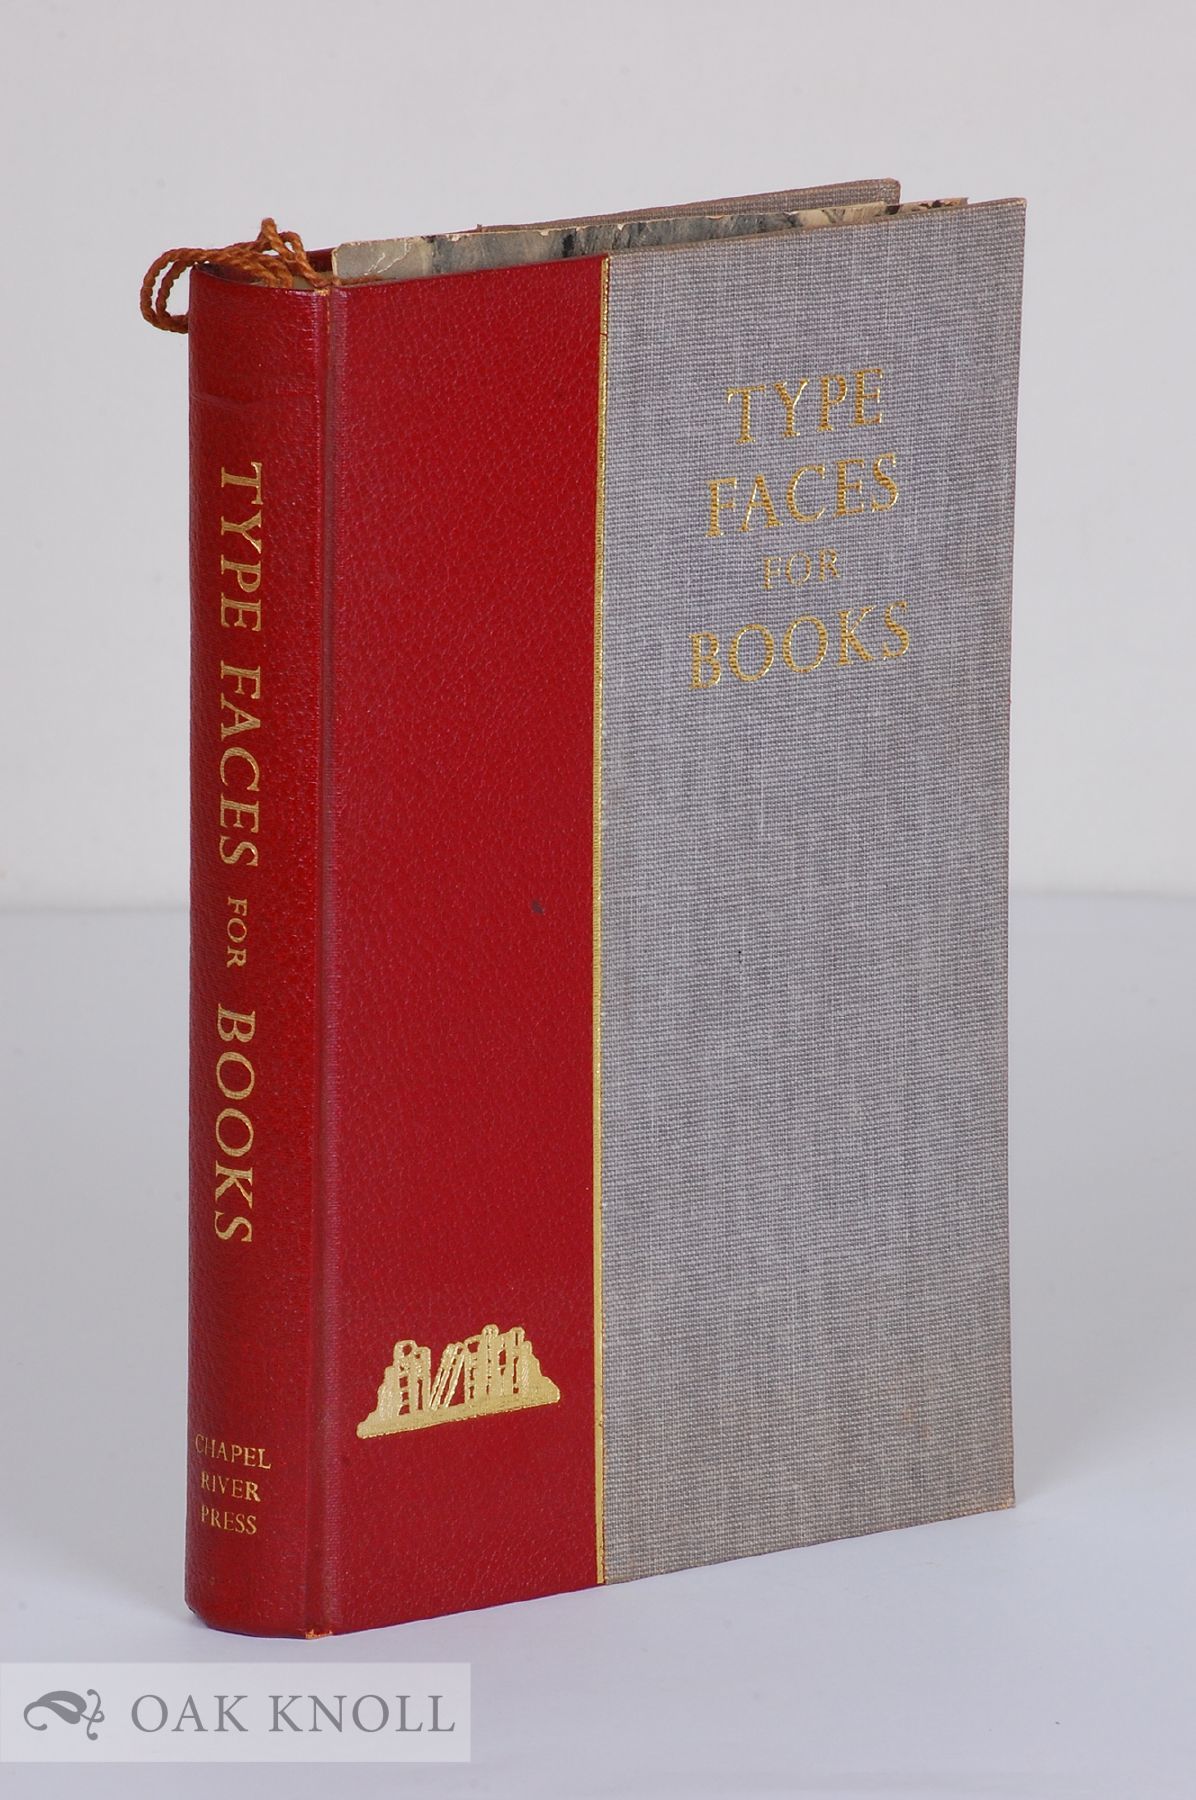 TYPE FACES FOR BOOKS
CHAPEL
RIVER
PRESS
TYPE
FACES
FOR
BOOKS
OAK KNOLL